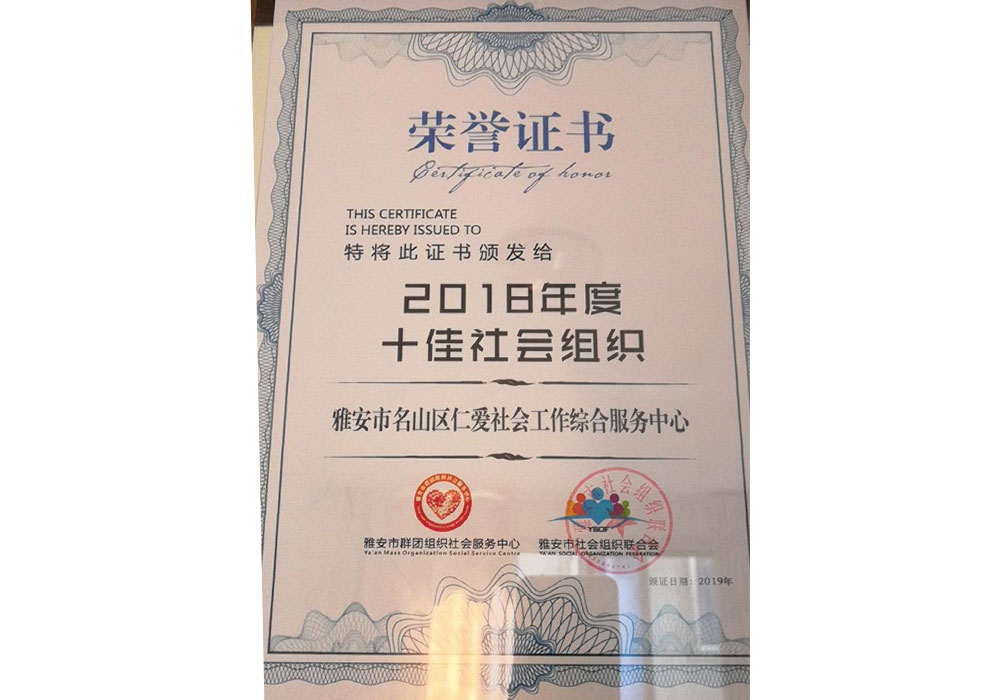 荣誉证书
Certificate of honor
THIS CERTIFICATE
IS HEREBY ISSUED TO
特将此证书颁发给
2018年度
十佳社会组织
雅安市名山区仁爱社会工作综合服务中心
雅安市群团组织社会服务中心
Ya'an Mass Organization Social Service Centre
YSOF
雅安市社会组织联合会
YA'AN SOCIAL ORGANIZATION FEDERATION
颁证日期：2019年